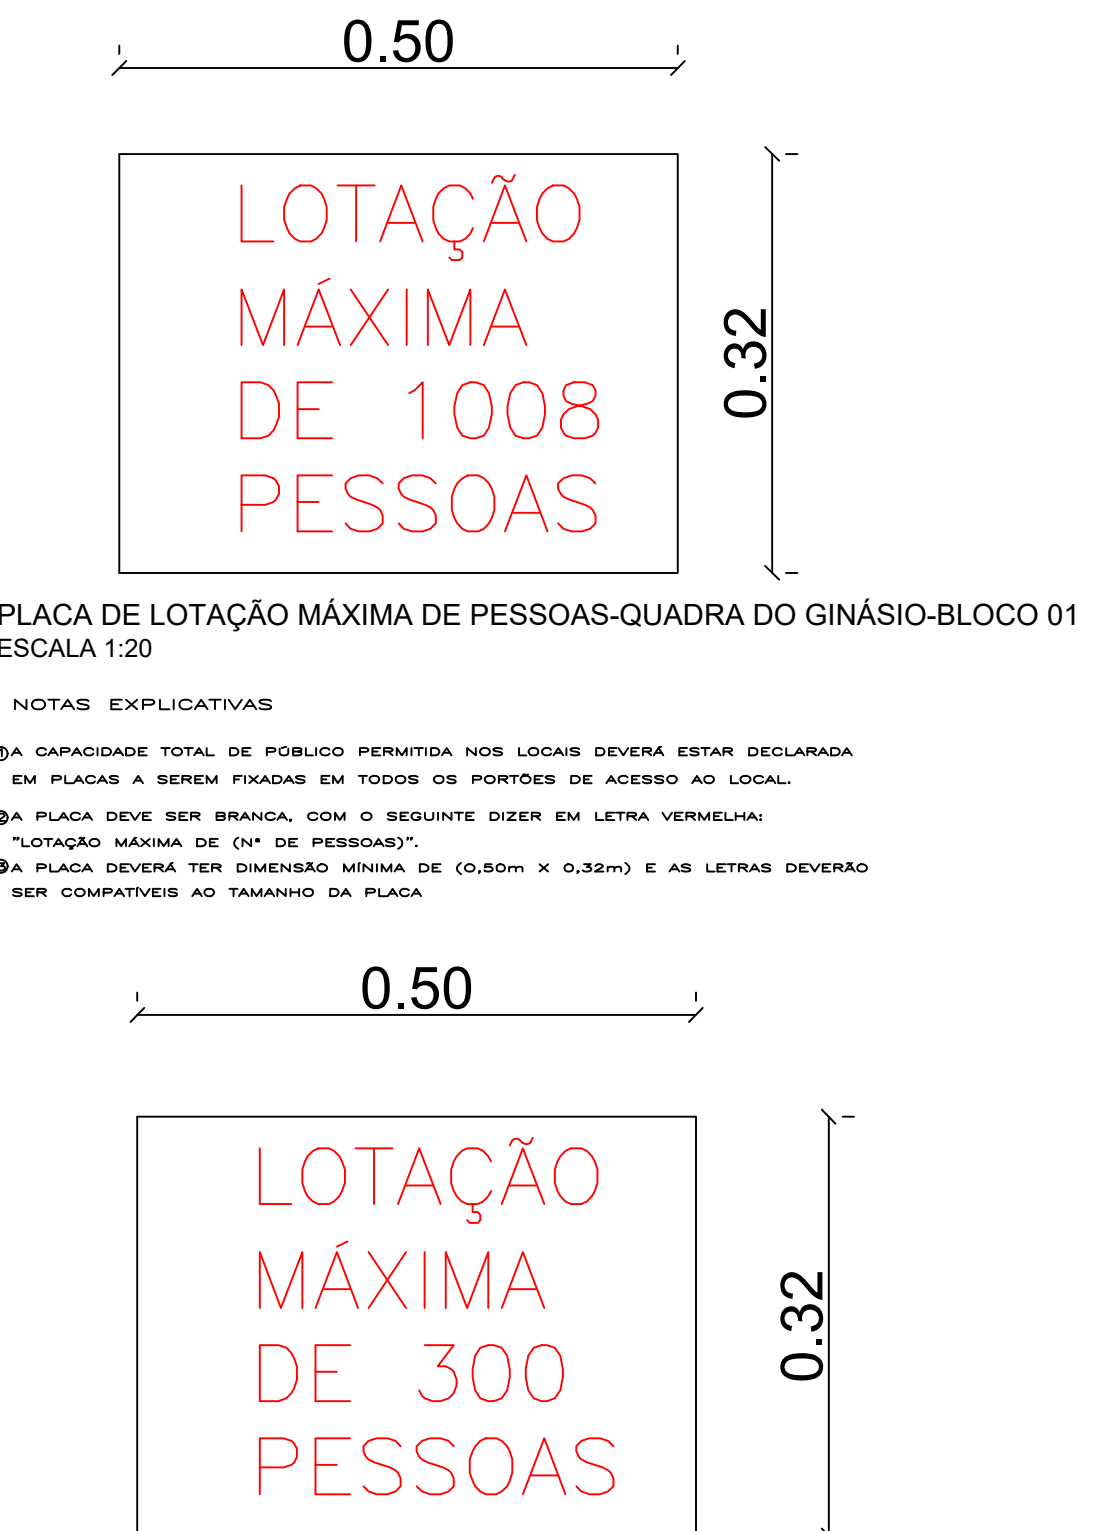 0.50
LOTAÇÃO
MÁXIMA
DE 1008
PESSOAS
0.32
PLACA DE LOTAÇÃO MÁXIMA DE PESSOAS-QUADRA DO GINÁSIO-BLOCO 01
ESCALA 1:20
NOTAS EXPLICATIVAS
1 A CAPACIDADE TOTAL DE PÚBLICO PERMITIDA NOS LOCAIS DEVERÁ ESTAR DECLARADA
EM PLACAS A SEREM FIXADAS EM TODOS OS PORTÕES DE ACESSO AO LOCAL.
2 A PLACA DEVE SER BRANCA, COM O SEGUINTE DIZER EM LETRA VERMELHA:
"LOTAÇÃO MÁXIMA DE (Nº DE PESSOAS)".
3 A PLACA DEVERÁ TER DIMENSÃO MÍNIMA DE (0,50m X 0,32m) E AS LETRAS DEVERÃO
SER COMPATÍVEIS AO TAMANHO DA PLACA
0.50
LOTAÇÃO
MÁXIMA
DE 300
PESSOAS
0.32